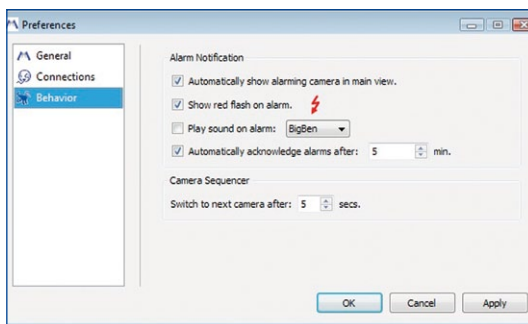 Preferences
General
Connections
Behavior
Alarm Notification
Automatically show alarming camera in main view.
Show red flash on alarm.
Play sound on alarm: BigBen
Automatically acknowledge alarms after: 5 min.
Camera Sequencer
Switch to next camera after: 5 secs.
OK Cancel Apply